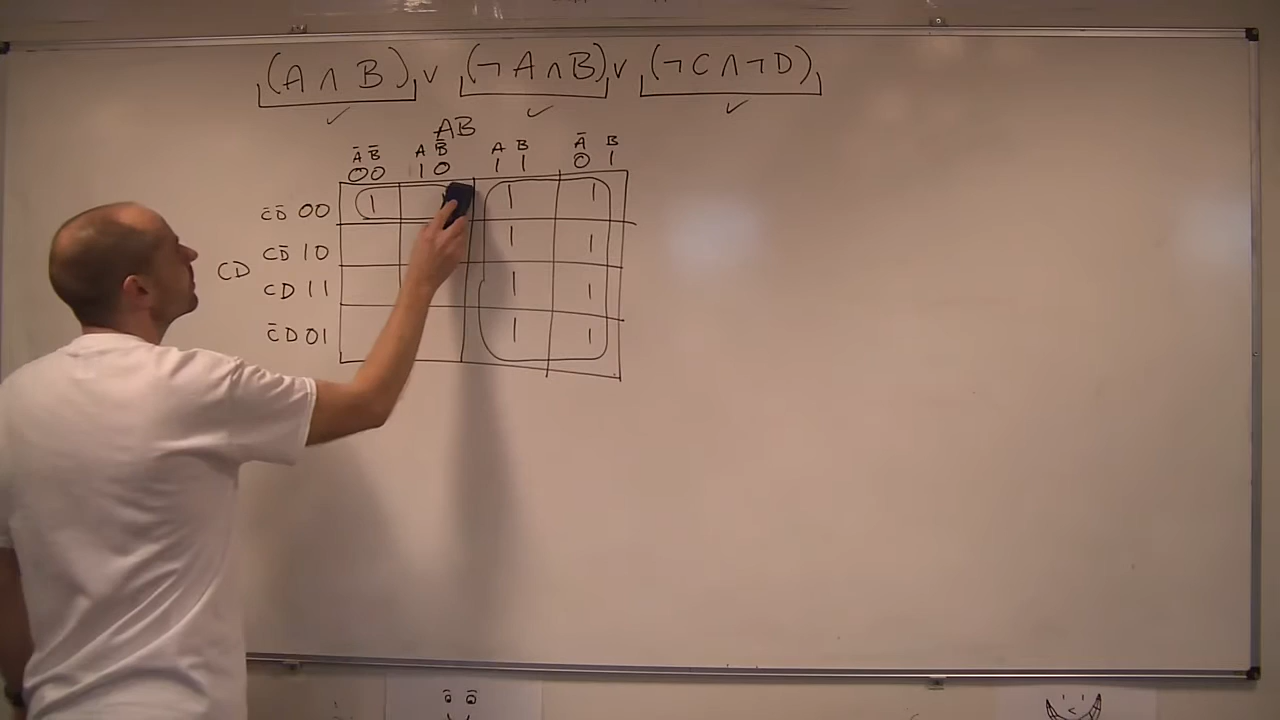 (A ∧ B) ∨ (¬ A ∧ B) ∨ (¬ C ∧ ¬ D)
✓ ✓ ✓
AB
A̅ B̅ A B̅ A B A̅ B
00 10 11 01
C̅D̅ 00 1 1 1
CD̅ 10 1 1
CD
CD 11 1 1
C̅D 01 1 1